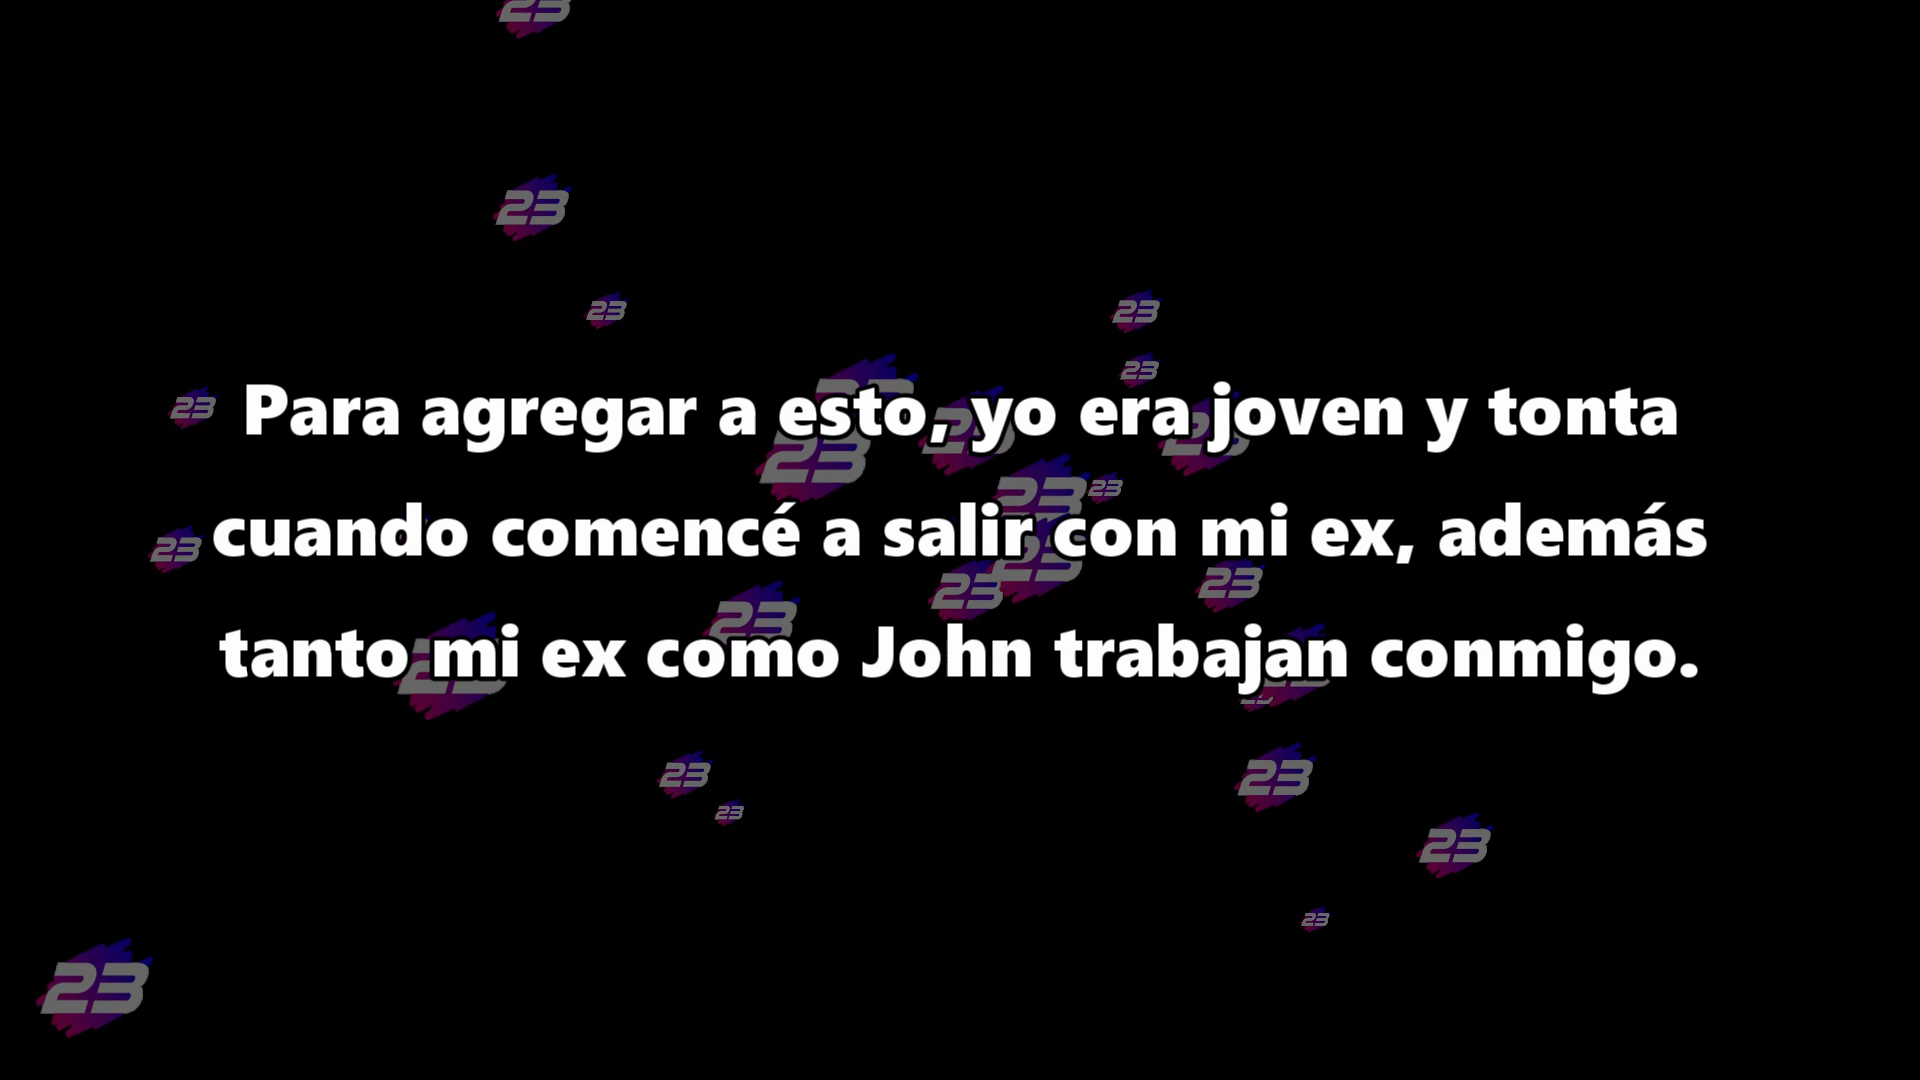 Para agregar a esto, yo era joven y tonta
cuando comencé a salir con mi ex, además
tanto mi ex como John trabajan conmigo.